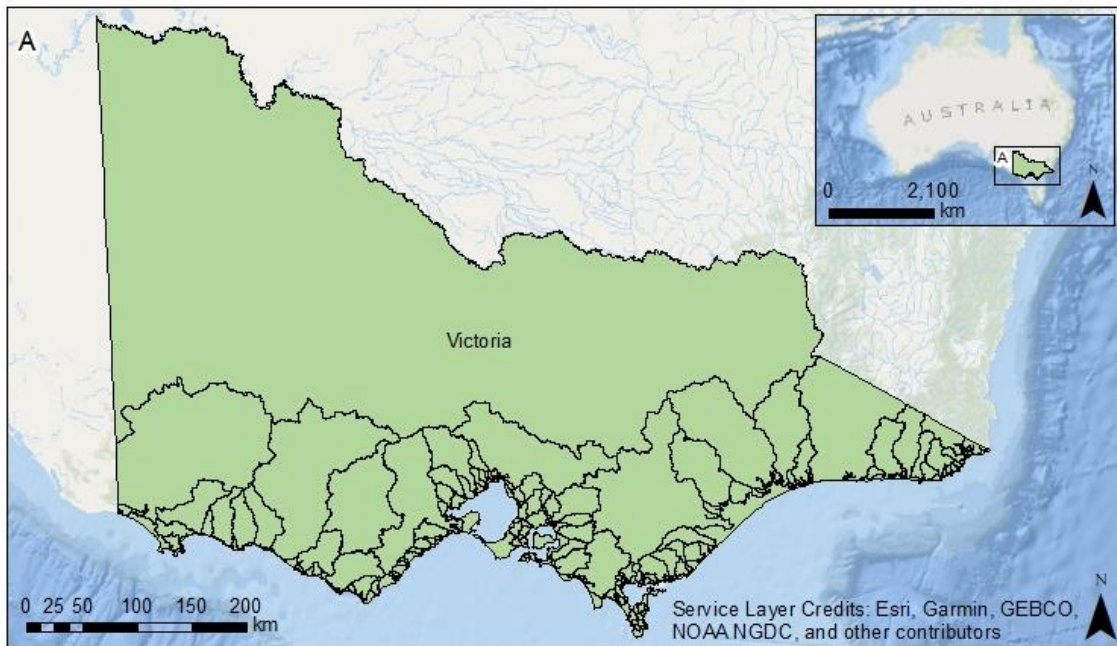 A
AUSTRALIA
A
N
0 2,100
km
Victoria
N
0 25 50 100 150 200
km
Service Layer Credits: Esri, Garmin, GEBCO,
NOAA NGDC, and other contributors